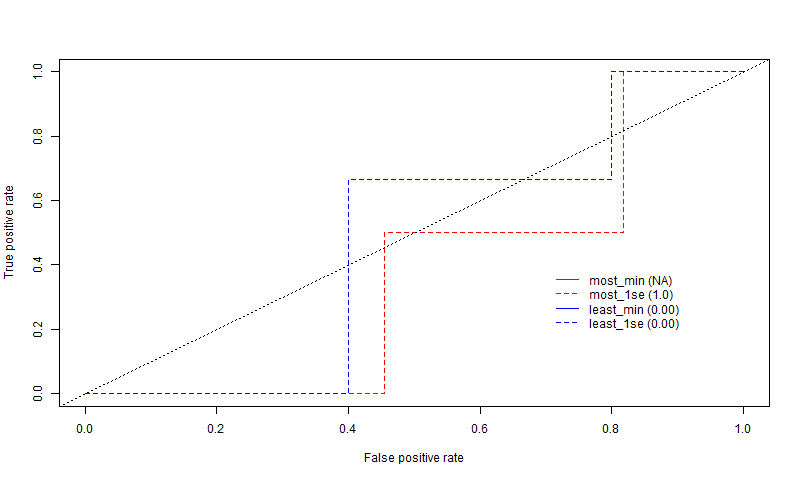 True positive rate
1.0
0.8
0.6
0.4
0.2
0.0
most_min (NA)
most_1se (1.0)
least_min (0.00)
least_1se (0.00)
0.0 0.2 0.4 0.6 0.8 1.0
False positive rate